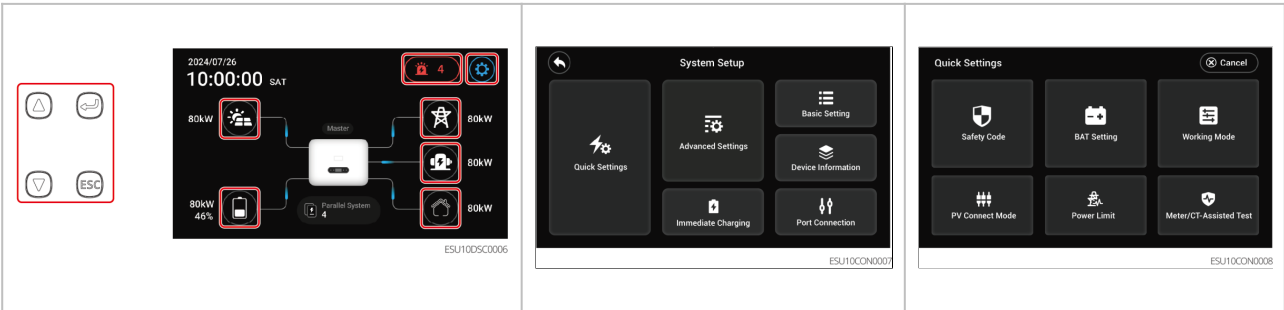 ESC
2024/07/26
10:00:00 SAT
4
80kW
80kW
Master
80kW
80kW
46%
Parallel System
4
80kW
ESU10DSC0006
System Setup
Quick Settings
Advanced Settings
Basic Setting
Device Information
Immediate Charging
Port Connection
ESU10CON0007
Quick Settings
Cancel
Safety Code
BAT Setting
Working Mode
PV Connect Mode
Power Limit
Meter/CT-Assisted Test
ESU10CON0008